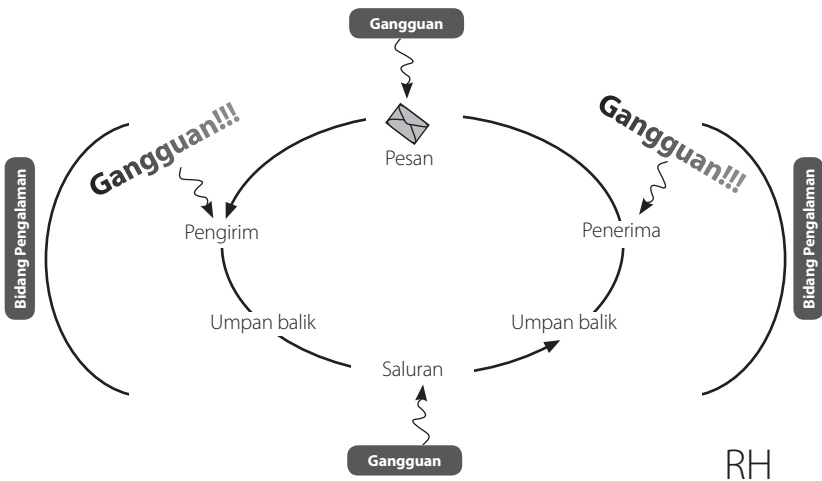 Gangguan
Gangguan!!!
Gangguan!!!
Pesan
Bidang Pengalaman
Pengirim
Penerima
Bidang Pengalaman
Umpan balik
Umpan balik
Saluran
Gangguan
RH